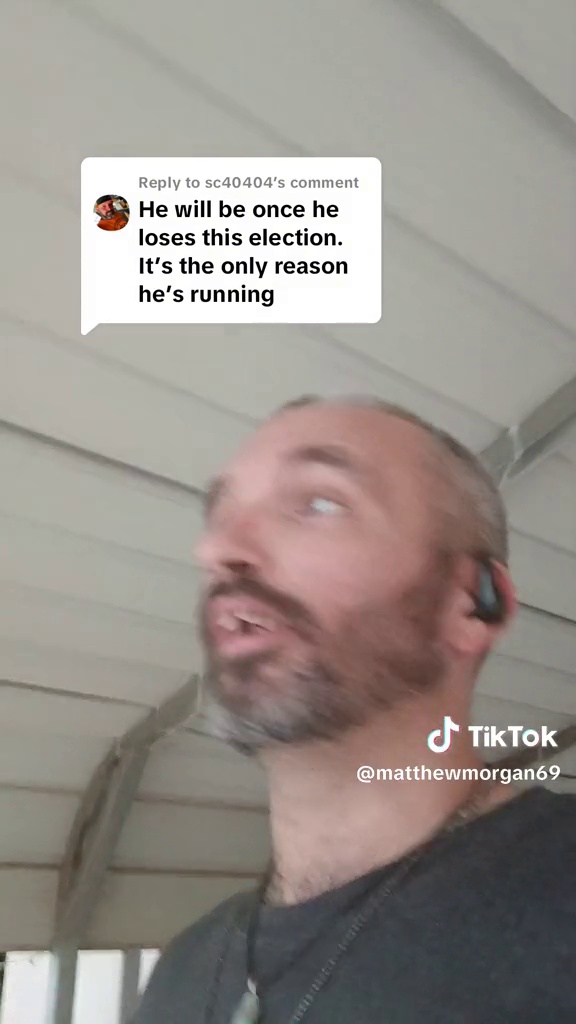 Reply to sc40404's comment
He will be once he
loses this election.
It's the only reason
he's running
TikTok
@matthewmorgan69